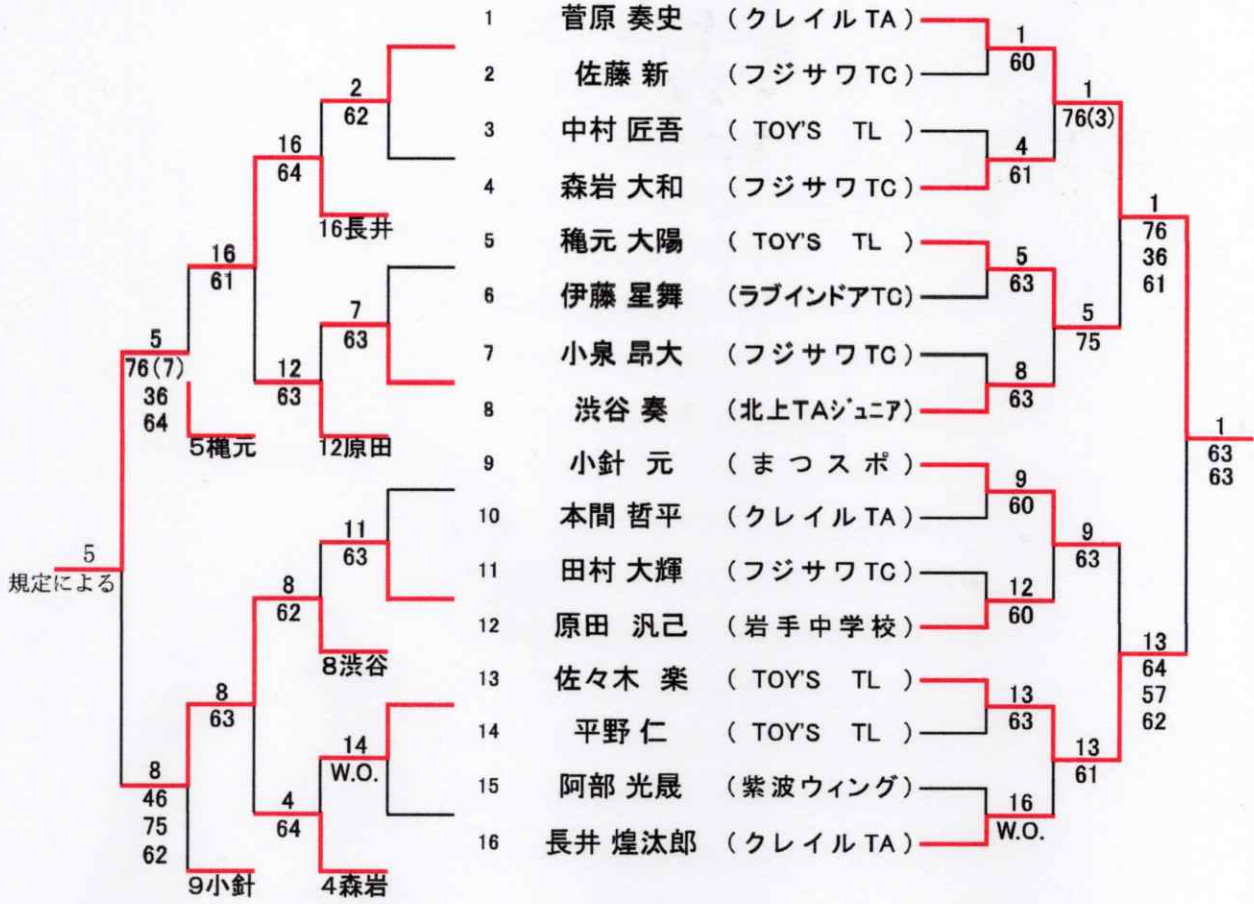 1 菅原 奏史 (クレイルTA)
2 佐藤 新 (フジサワTC)
3 中村 匠吾 ( TOY'S TL )
4 森岩 大和 (フジサワTC)
5 穐元 大陽 ( TOY'S TL )
6 伊藤 星舞 (ラブインドアTC)
7 小泉 昂大 (フジサワTC)
8 渋谷 奏 (北上TAジュニア)
9 小針 元 (まつスポ)
10 本間 哲平 (クレイルTA)
11 田村 大輝 (フジサワTC)
12 原田 汎己 (岩手中学校)
13 佐々木 楽 ( TOY'S TL )
14 平野 仁 ( TOY'S TL )
15 阿部 光晟 (紫波ウィング)
16 長井 煌汰郎 (クレイルTA)
1
60
4
61
5
63
8
63
9
60
12
60
13
63
16
W.O.
1
76(3)
5
75
9
63
13
61
1
76
36
61
13
64
57
62
1
63
63
2
62
7
63
11
63
14
W.O.
16
64
16長井
12
63
12原田
8
62
8渋谷
4
64
4森岩
16
61
8
63
5
76(7)
36
64
5穐元
8
46
75
62
9小針
5
規定による